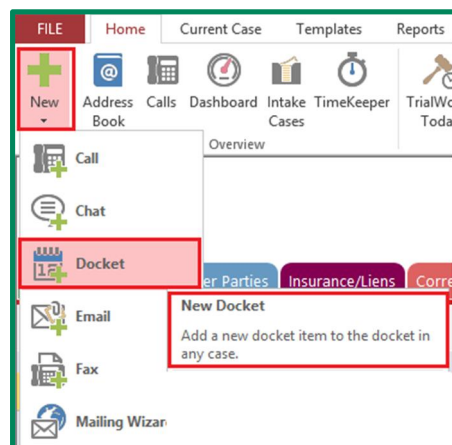 FILE Home Current Case Templates Reports
New Address Book Calls Dashboard Intake Cases TimeKeeper
Overview
Call
Chat
Docket
er Parties Insurance/Liens Corre
New Docket
Add a new docket item to the docket in
any case.
Email
Fax
Mailing Wizar